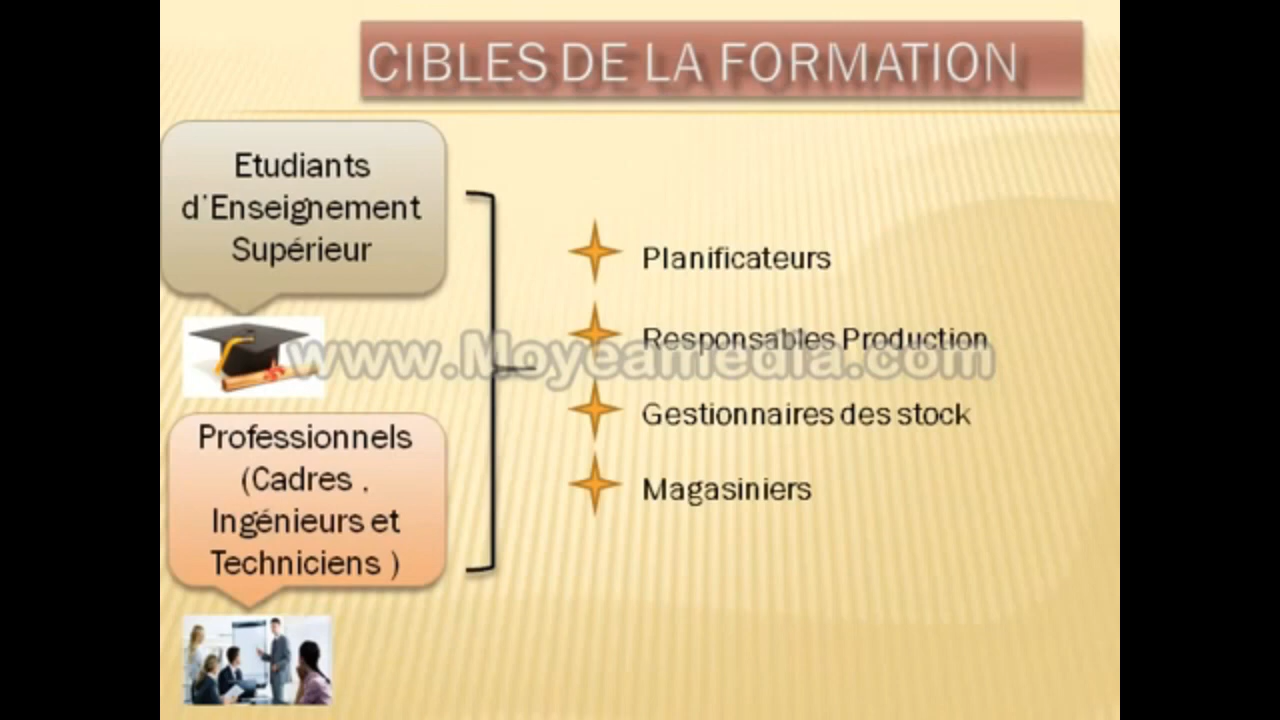 CIBLES DE LA FORMATION
Etudiants
d'Enseignement
Supérieur
Professionnels
(Cadres ,
Ingénieurs et
Techniciens )
Planificateurs
Responsables Production
www.Moyeamedia.com
Gestionnaires des stock
Magasiniers